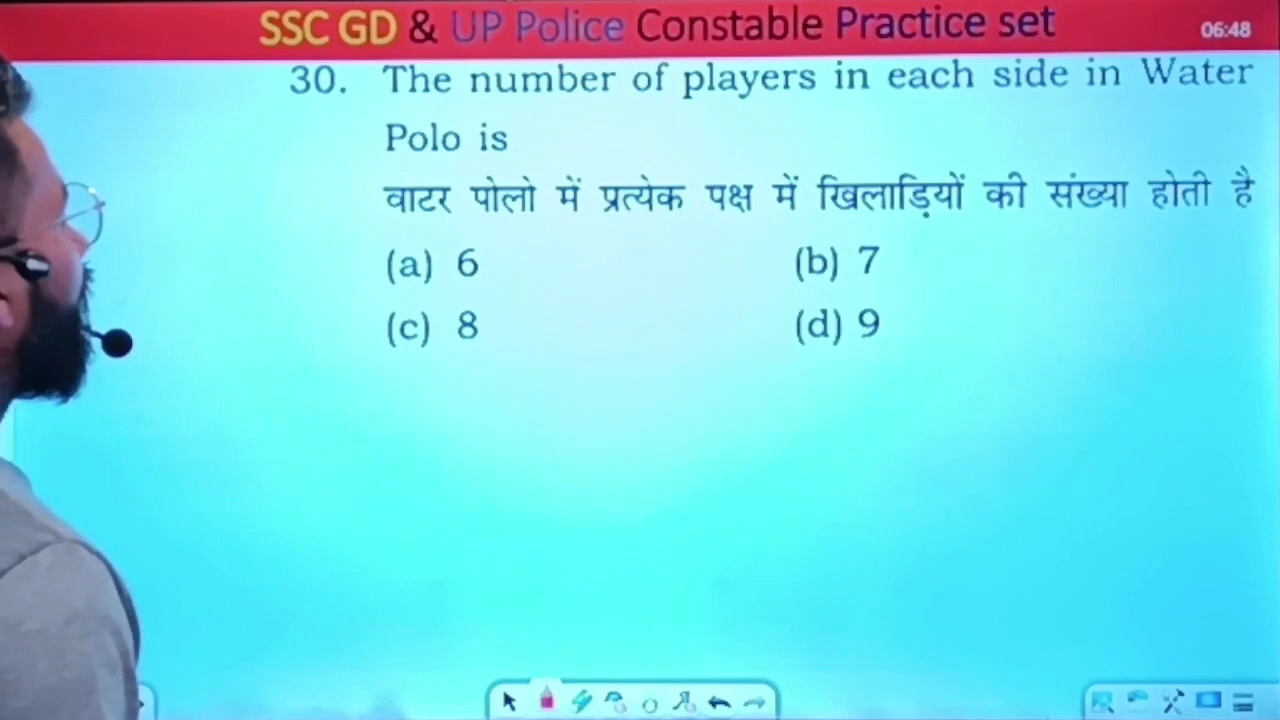 SSC GD & UP Police Constable Practice set
06:48
30. The number of players in each side in Water
Polo is
वाटर पोलो में प्रत्येक पक्ष में खिलाड़ियों की संख्या होती है
(a) 6 (b) 7
(c) 8 (d) 9